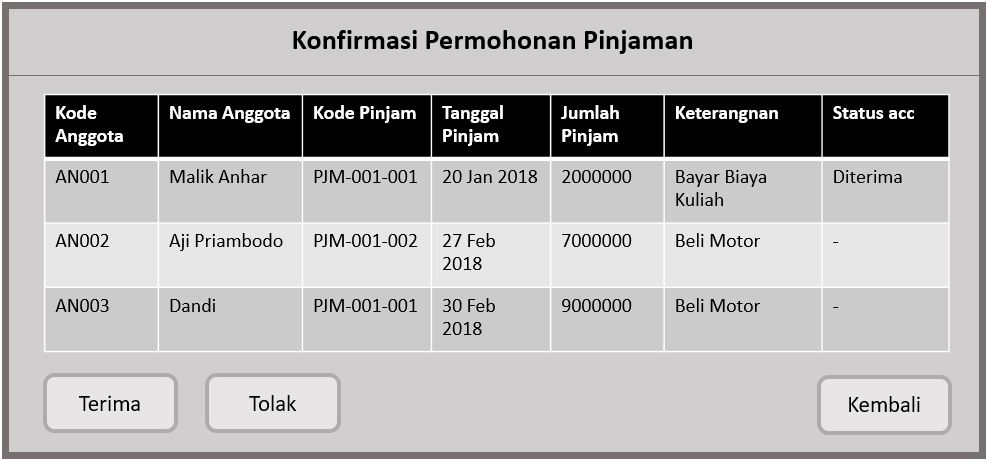 Konfirmasi Permohonan Pinjaman
Kode Anggota Nama Anggota Kode Pinjam Tanggal Pinjam Jumlah Pinjam Keterangnan Status acc
AN001 Malik Anhar PJM-001-001 20 Jan 2018 2000000 Bayar Biaya Kuliah Diterima
AN002 Aji Priambodo PJM-001-002 27 Feb 2018 7000000 Beli Motor -
AN003 Dandi PJM-001-001 30 Feb 2018 9000000 Beli Motor -
Terima Tolak Kembali